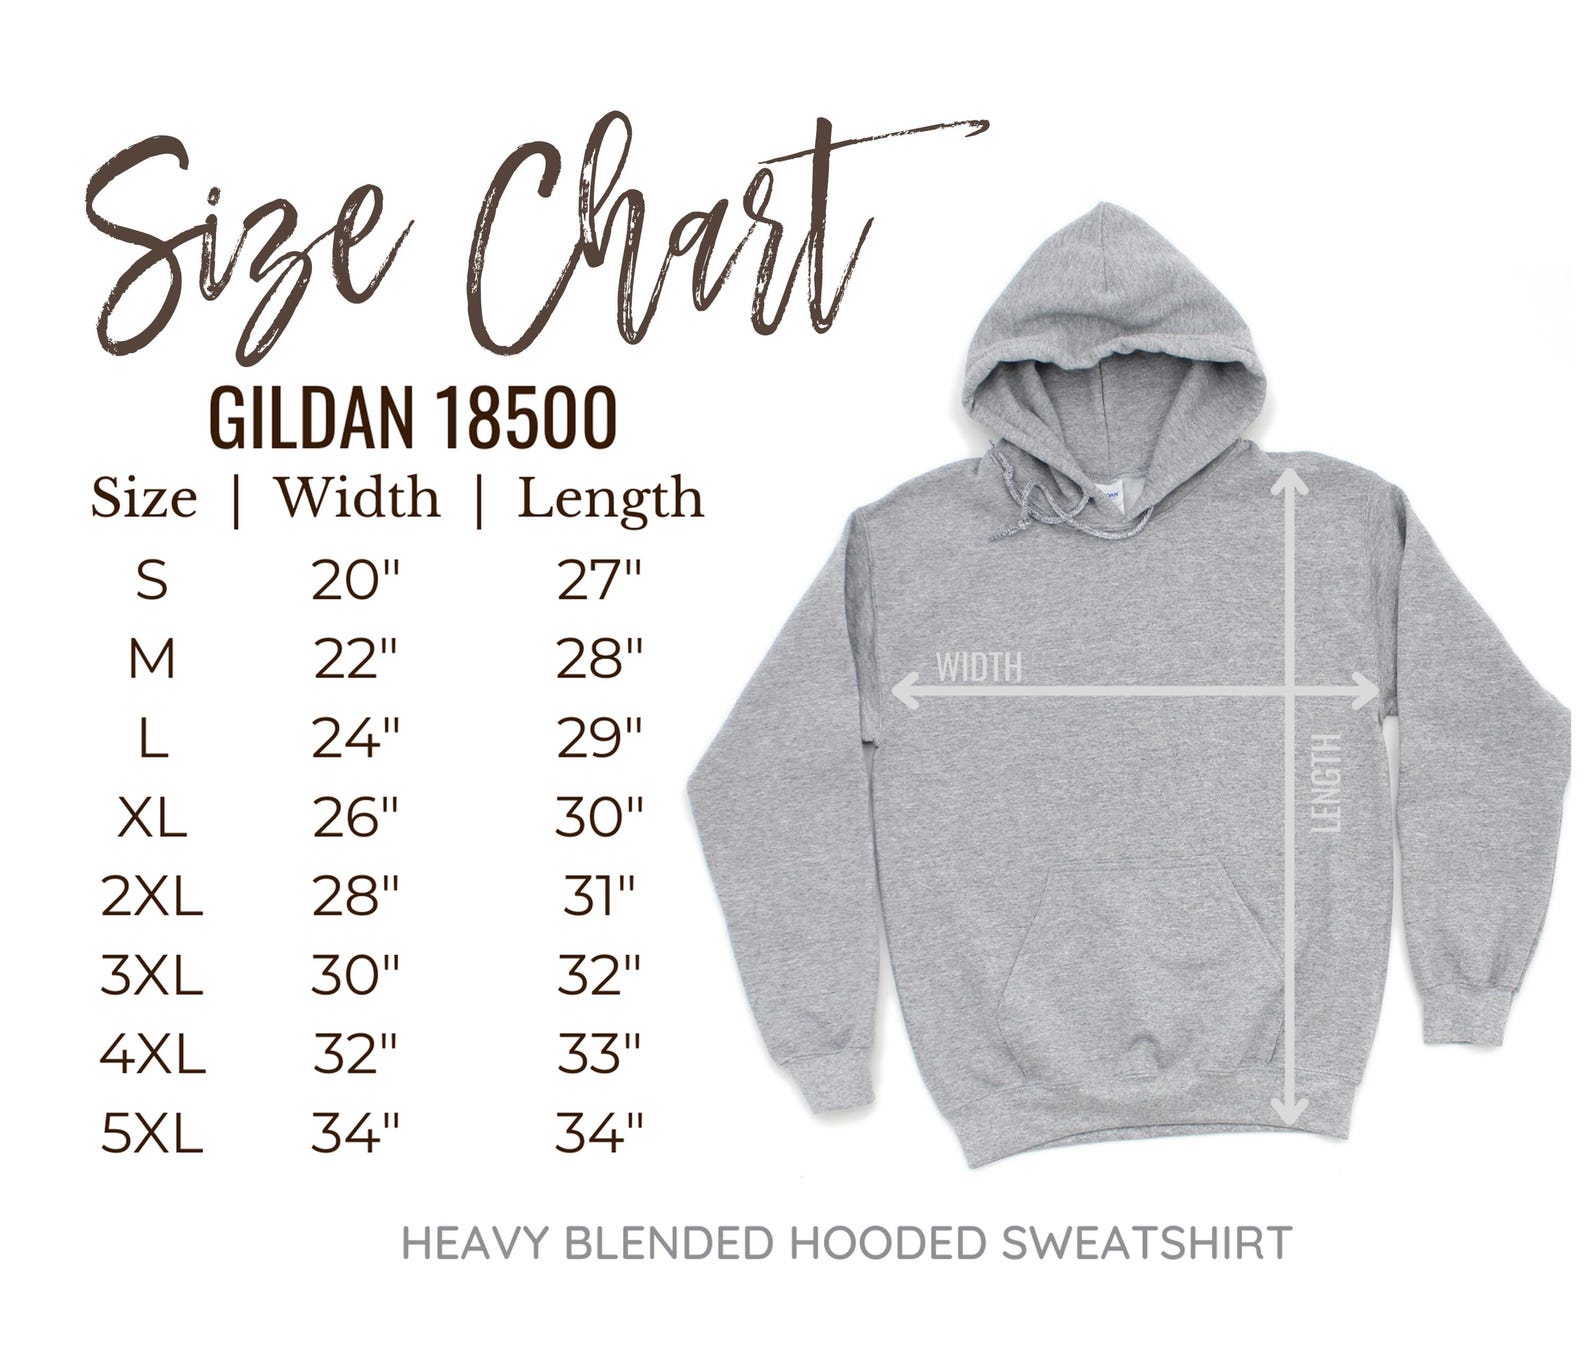 Size Chart
GILDAN 18500
Size | Width | Length
S 20" 27"
M 22" 28"
L 24" 29"
XL 26" 30"
2XL 28" 31"
3XL 30" 32"
4XL 32" 33"
5XL 34" 34"
WIDTH
LENGTH
HEAVY BLENDED HOODED SWEATSHIRT